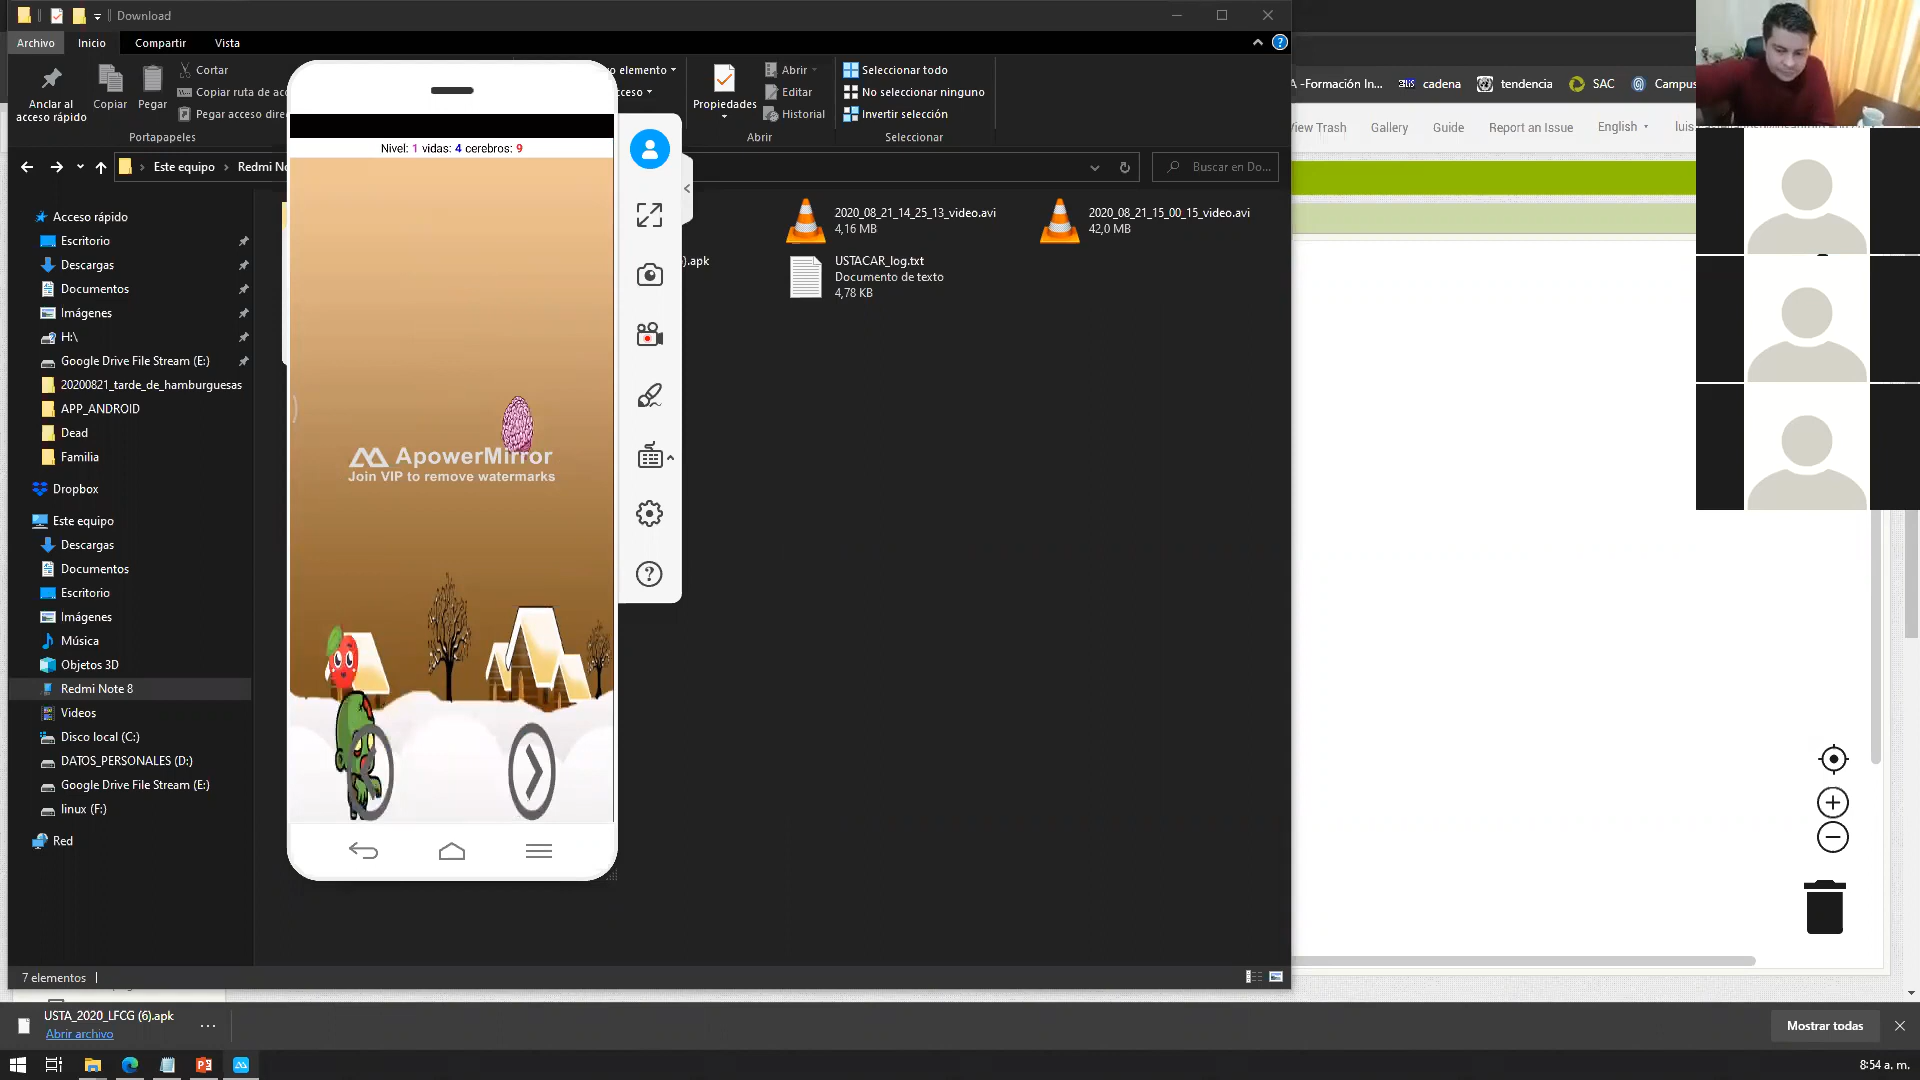 Download
Archivo
Inicio
Compartir
Vista
Anclar al acceso rápido
Copiar
Pegar
Cortar
Copiar ruta de acc
Pegar acceso direc
Portapapeles
o elemento
cceso
Propiedades
Abrir
Editar
Historial
Abrir
Seleccionar todo
No seleccionar ninguno
Invertir selección
Seleccionar
Este equipo
Redmi No
Buscar en Do...
Acceso rápido
Escritorio
Descargas
Documentos
Imágenes
H:\
Google Drive File Stream (E:)
20200821_tarde_de_hamburguesas
APP_ANDROID
Dead
Familia
Dropbox
Este equipo
Descargas
Documentos
Escritorio
Imágenes
Música
Objetos 3D
Redmi Note 8
Videos
Disco local (C:)
DATOS_PERSONALES (D:)
Google Drive File Stream (E:)
linux (F:)
Red
7 elementos
Nivel: 1 vidas: 4 cerebros: 9
ApowerMirror
Join VIP to remove watermarks
).apk
2020_08_21_14_25_13_video.avi
4,16 MB
2020_08_21_15_00_15_video.avi
42,0 MB
USTACAR_log.txt
Documento de texto
4,78 KB
A -Formación In...
cadena
tendencia
SAC
Campus
View Trash
Gallery
Guide
Report an Issue
English
USTA_2020_LFCG (6).apk
Abrir archivo
Mostrar todas
8:54 a. m.